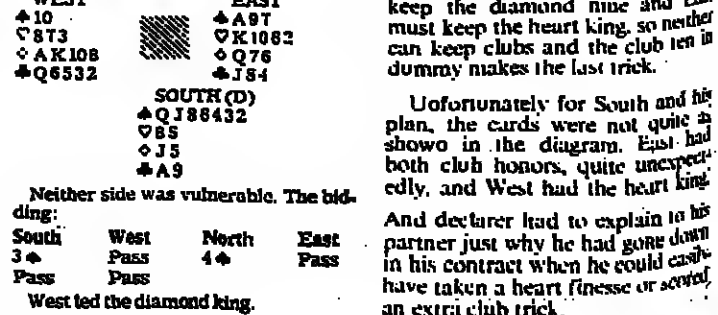 WEST
♠10
♥873
♦AK108
♣Q6532
EAST
♠A97
♥K1062
♦Q76
♣J84
SOUTH (D)
♠QJ86432
♥85
♦J5
♣A9
Neither side was vulnerable. The bid-
ding:
South West North East
3♠ Pass 4♠ Pass
Pass Pass
West led the diamond king.
keep the diamond nine and
must keep the heart king, so neither
can keep clubs and the club ten in
dummy makes the last trick.
Uofortunately for South and his
plan, the cards were not quite as
showo in the diagram. East had
both club honors, quite unexpect-
edly, and West had the heart king.
And declarer had to explain to his
partner just why he had gone down
in his contract when he could easily
have taken a heart finesse or scored
an extra club trick.